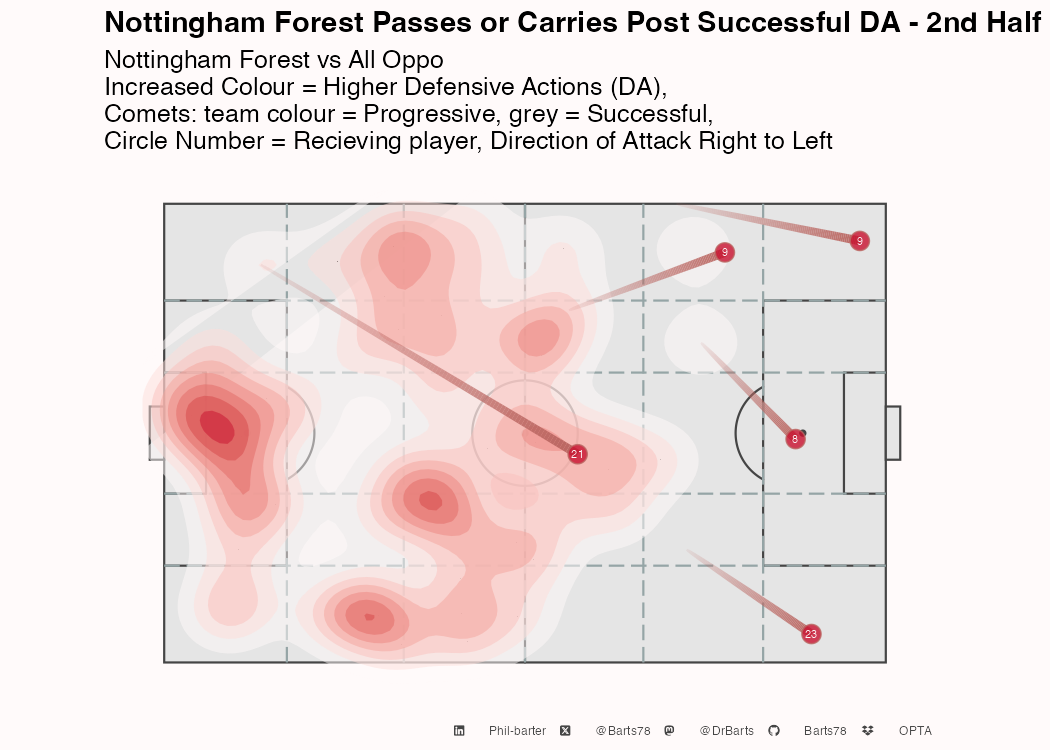 Nottingham Forest Passes or Carries Post Successful DA - 2nd Half
Nottingham Forest vs All Oppo
Increased Colour = Higher Defensive Actions (DA),
Comets: team colour = Progressive, grey = Successful,
Circle Number = Recieving player, Direction of Attack Right to Left
9
9
8
21
23
Phil-barter @Barts78 @DrBarts Barts78 OPTA